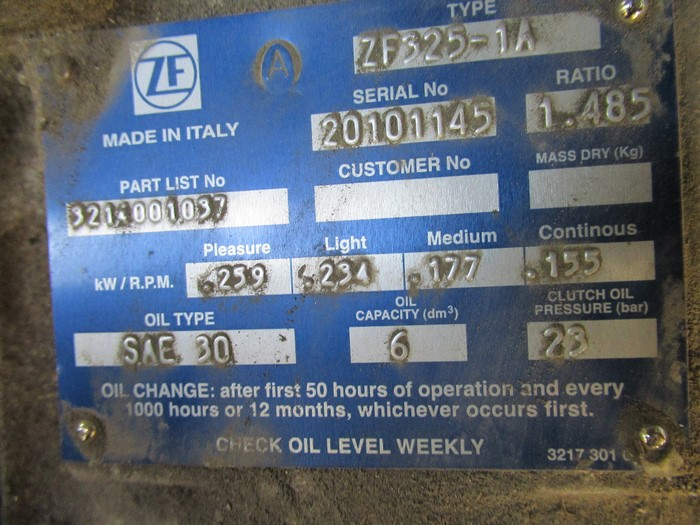 TYPE
ZF325-1A
ZF
A
MADE IN ITALY
SERIAL No
20101145
RATIO
1.485
PART LIST No
3214001037
CUSTOMER No
MASS DRY (Kg)
Pleasure Light Medium Continous
kW / R.P.M. .259 .234 .177 .155
OIL TYPE
SAE 30
OIL
CAPACITY (dm³)
6
CLUTCH OIL
PRESSURE (bar)
23
OIL CHANGE: after first 50 hours of operation and every
1000 hours or 12 months, whichever occurs first.
CHECK OIL LEVEL WEEKLY
3217 301